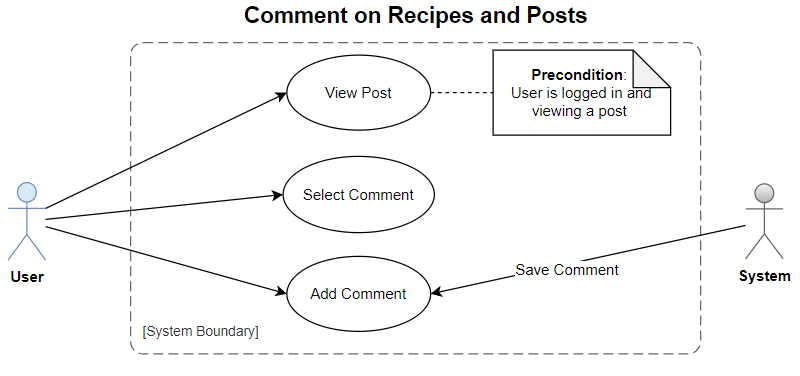 Comment on Recipes and Posts
View Post
Precondition:
User is logged in and
viewing a post
Select Comment
User
Add Comment
Save Comment
System
[System Boundary]